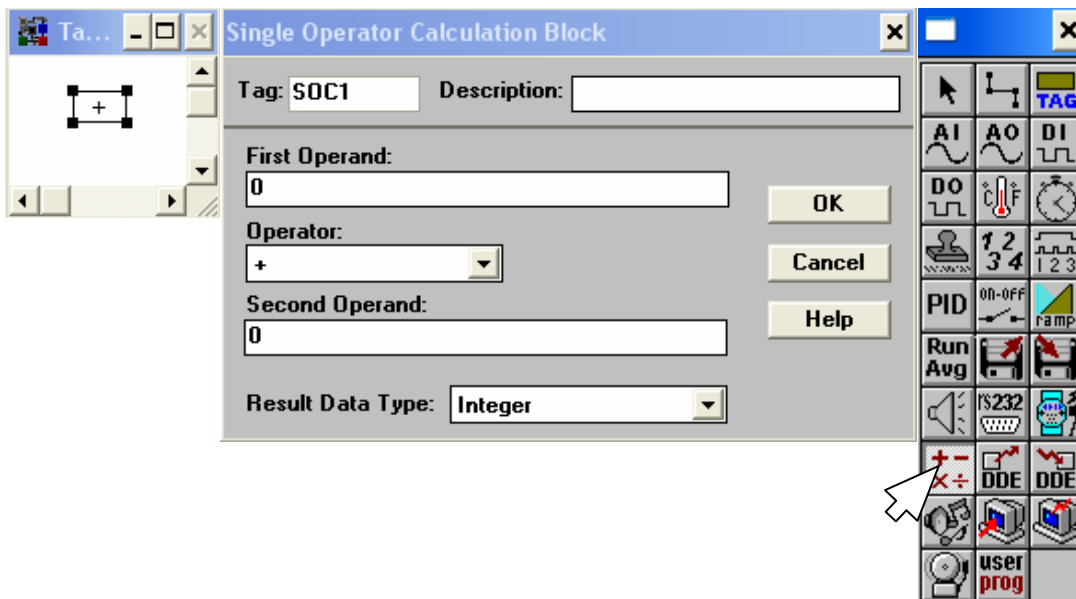 Ta...
+
Single Operator Calculation Block
Tag: SOC1 Description:
First Operand:
0
Operator:
+
Second Operand:
0
Result Data Type: Integer
OK
Cancel
Help
TAG
AI AO DI
DO °C °F
1 2 3 4 1 2 3
PID on-off ramp
Run Avg
rs232
+ - × ÷ DDE DDE
user prog